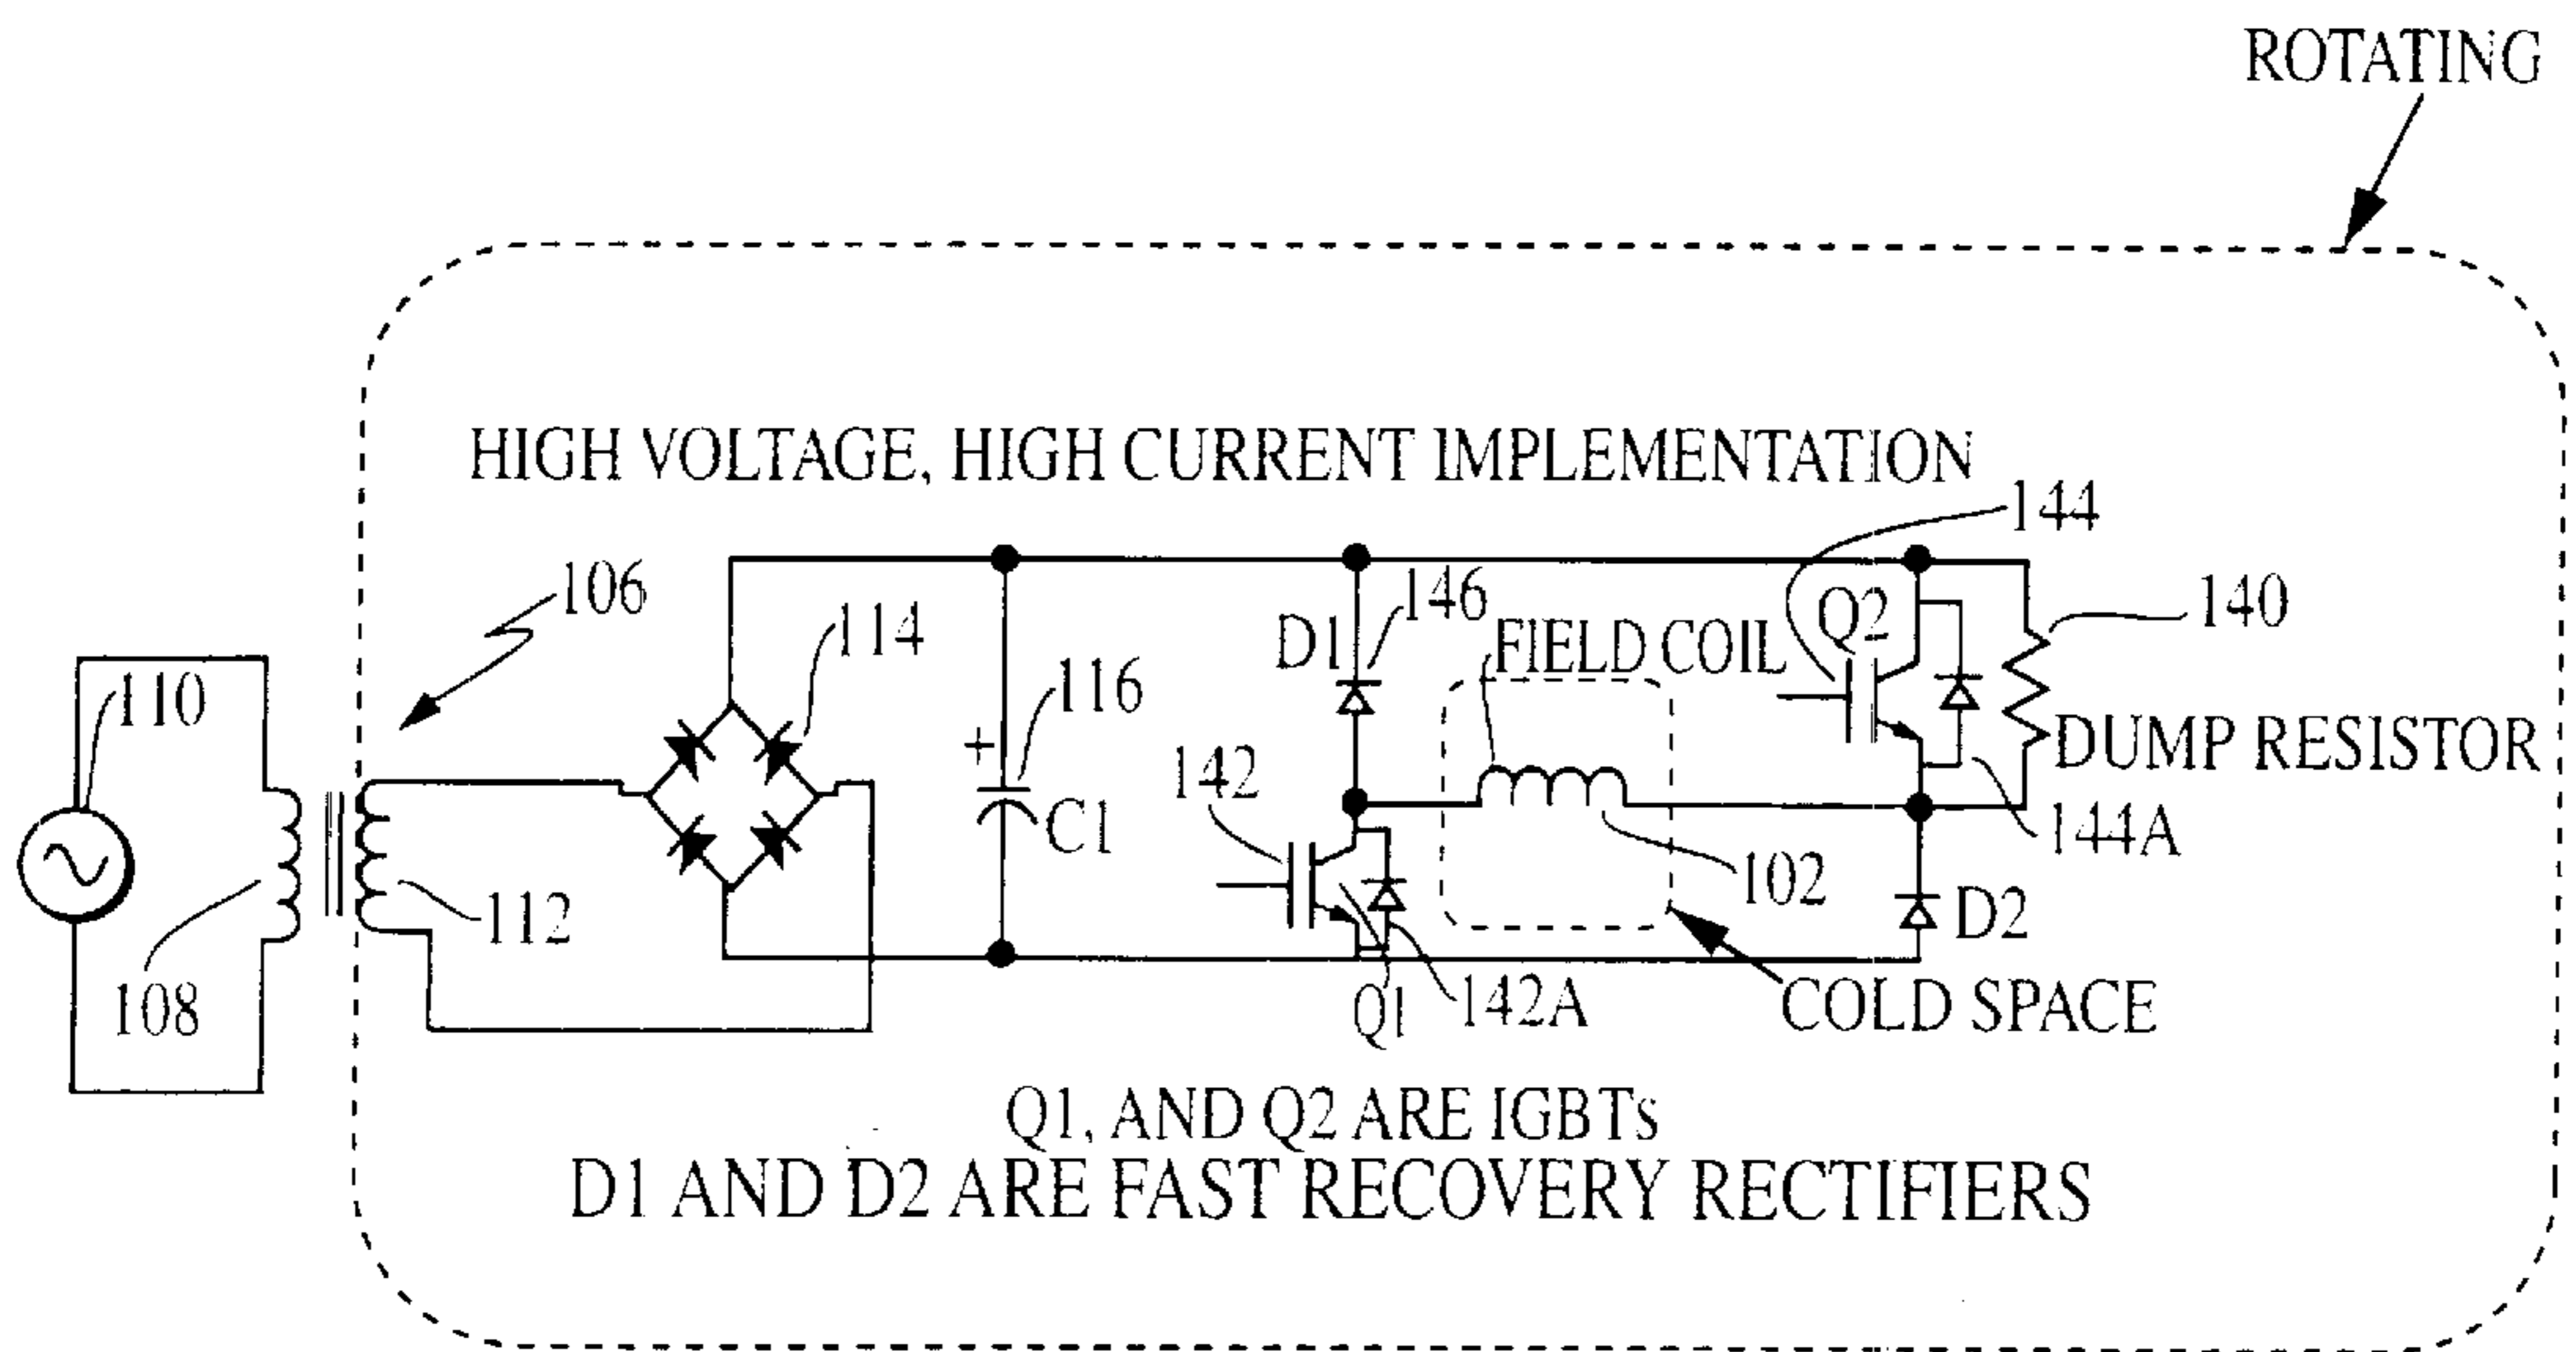 ROTATING
HIGH VOLTAGE, HIGH CURRENT IMPLEMENTATION
144
106
114
146
140
D1
FIELD COIL
Q2
110
116
+
DUMP RESISTOR
142
C1
144A
102
112
D2
108
Q1
142A
COLD SPACE
Q1, AND Q2 ARE IGBTs
D1 AND D2 ARE FAST RECOVERY RECTIFIERS